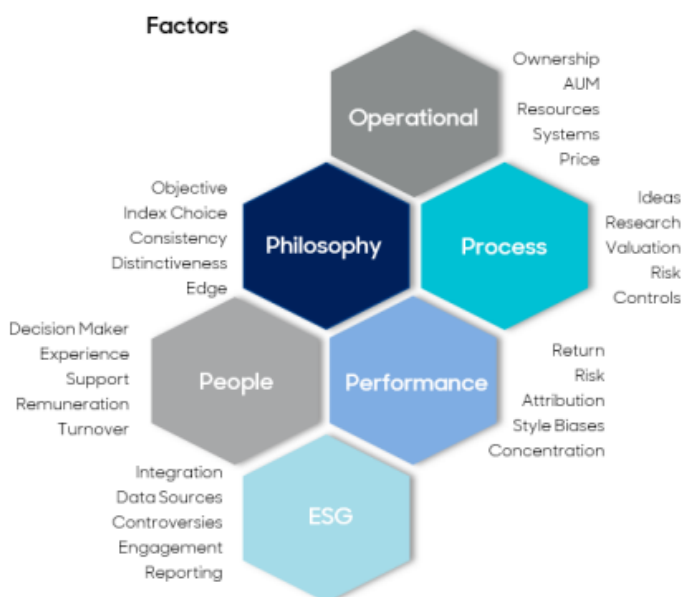 Factors
Operational
Ownership
AUM
Resources
Systems
Price
Philosophy
Objective
Index Choice
Consistency
Distinctiveness
Edge
Process
Ideas
Research
Valuation
Risk
Controls
People
Decision Maker
Experience
Support
Remuneration
Turnover
Performance
Return
Risk
Attribution
Style Biases
Concentration
ESG
Integration
Data Sources
Controversies
Engagement
Reporting